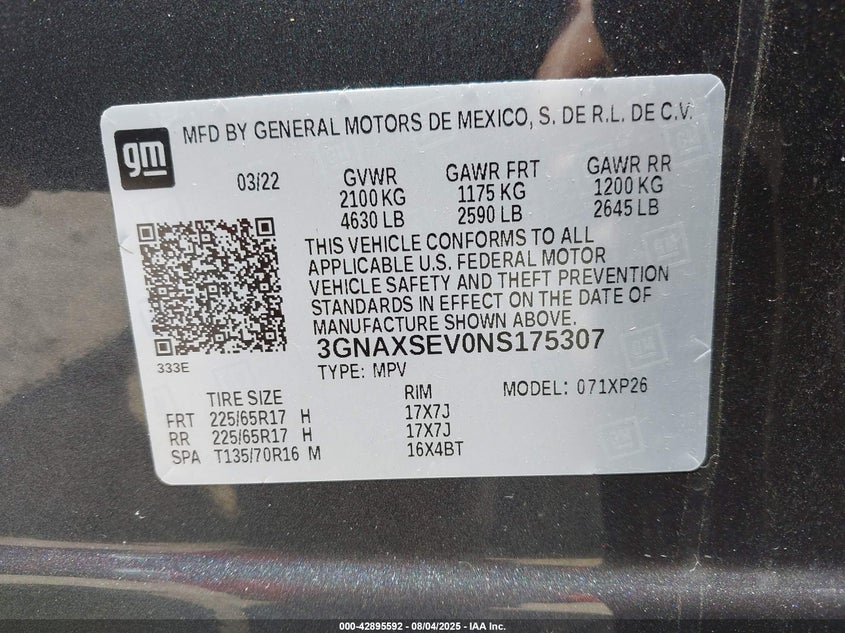 gm
MFD BY GENERAL MOTORS DE MEXICO, S. DE R.L. DE C.V.
03/22
GVWR GAWR FRT GAWR RR
2100 KG 1175 KG 1200 KG
4630 LB 2590 LB 2645 LB
THIS VEHICLE CONFORMS TO ALL
APPLICABLE U.S. FEDERAL MOTOR
VEHICLE SAFETY AND THEFT PREVENTION
STANDARDS IN EFFECT ON THE DATE OF
MANUFACTURE SHOWN ABOVE.
3GNAXSEV0NS175307
333E
TYPE: MPV
TIRE SIZE RIM MODEL: 071XP26
FRT 225/65R17 H 17X7J
RR 225/65R17 H 17X7J
SPA T135/70R16 M 16X4BT
000-42895592 - 08/04/2025 - IAA Inc.